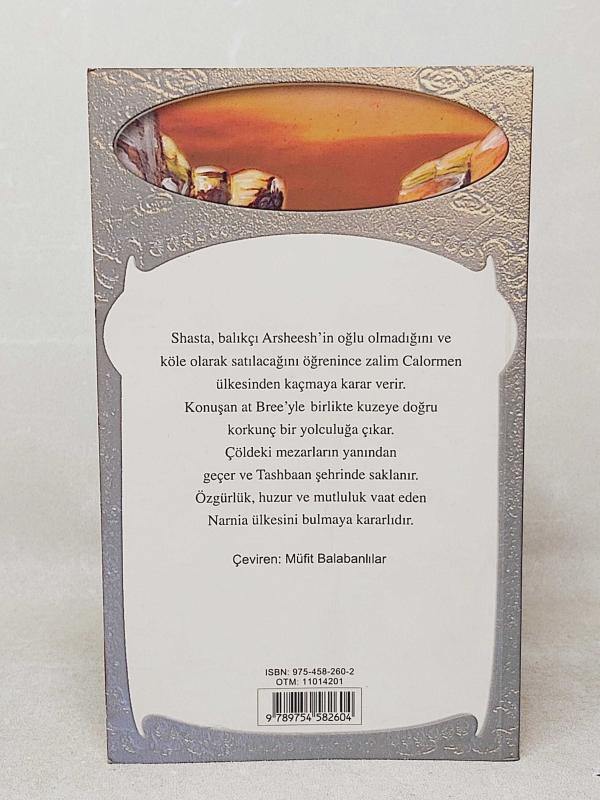 Shasta, balıkçı Arsheesh'in oğlu olmadığını ve
köle olarak satılacağını öğrenince zalim Calormen
ülkesinden kaçmaya karar verir.
Konuşan at Bree'yle birlikte kuzeye doğru
korkunç bir yolculuğa çıkar.
Çöldeki mezarların yanından
geçer ve Tashbaan şehrinde saklanır.
Özgürlük, huzur ve mutluluk vaat eden
Narnia ülkesini bulmaya kararlıdır.
Çeviren: Müfit Balabanlılar
ISBN: 975-458-260-2
OTM: 11014201
9 789754 582604